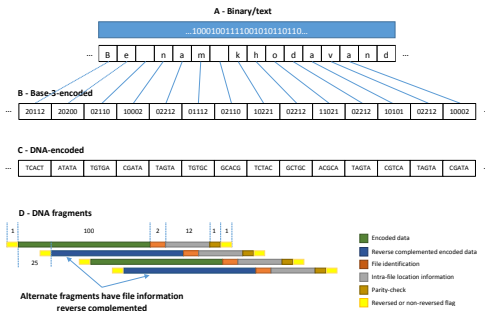 A - Binary/text
...1000100111100101011 0110...
... B e n a m k h o d a v a n d ...
B - Base-3-encoded
... 20112 20200 02110 10002 02212 01112 02110 10221 02212 11021 02212 10101 02212 10002 ...
C - DNA-encoded
... TCACT ATATA TGTGA CGATA TAGTA TGTGC GCACG TCTAC GCTGC ACGCA TAGTA CGTCA TAGTA CGATA ...
D - DNA fragments
1 100 2 12 1 1
25
Alternate fragments have file information
reverse complemented
Encoded data
Reverse complemented encoded data
File identification
Intra-file location information
Parity-check
Reversed or non-reversed flag